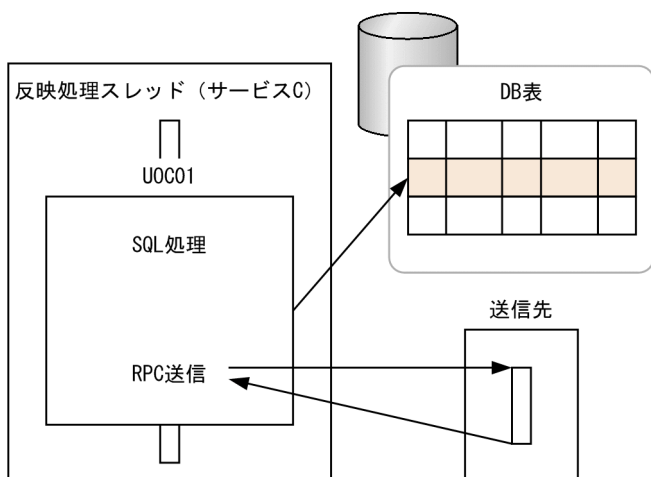 反映処理スレッド（サービスC）
UOC01
SQL処理
RPC送信
DB表
送信先